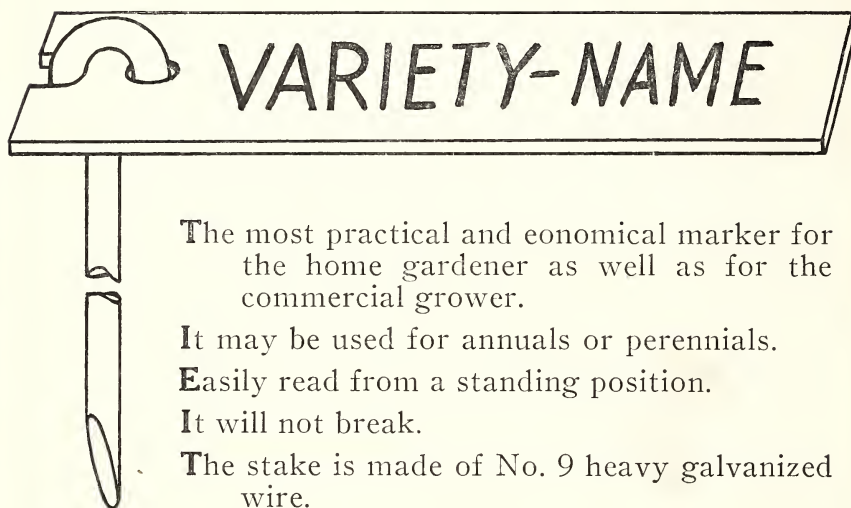 VARIETY-NAME
The most practical and eonomical marker for
the home gardener as well as for the
commercial grower.
It may be used for annuals or perennials.
Easily read from a standing position.
It will not break.
The stake is made of No. 9 heavy galvanized
wire.